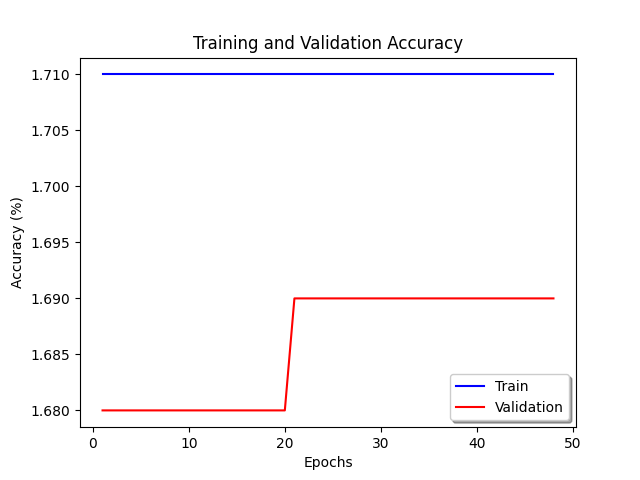 Training and Validation Accuracy
Accuracy (%)
1.710
1.705
1.700
1.695
1.690
1.685
1.680
Train
Validation
0 10 20 30 40 50
Epochs